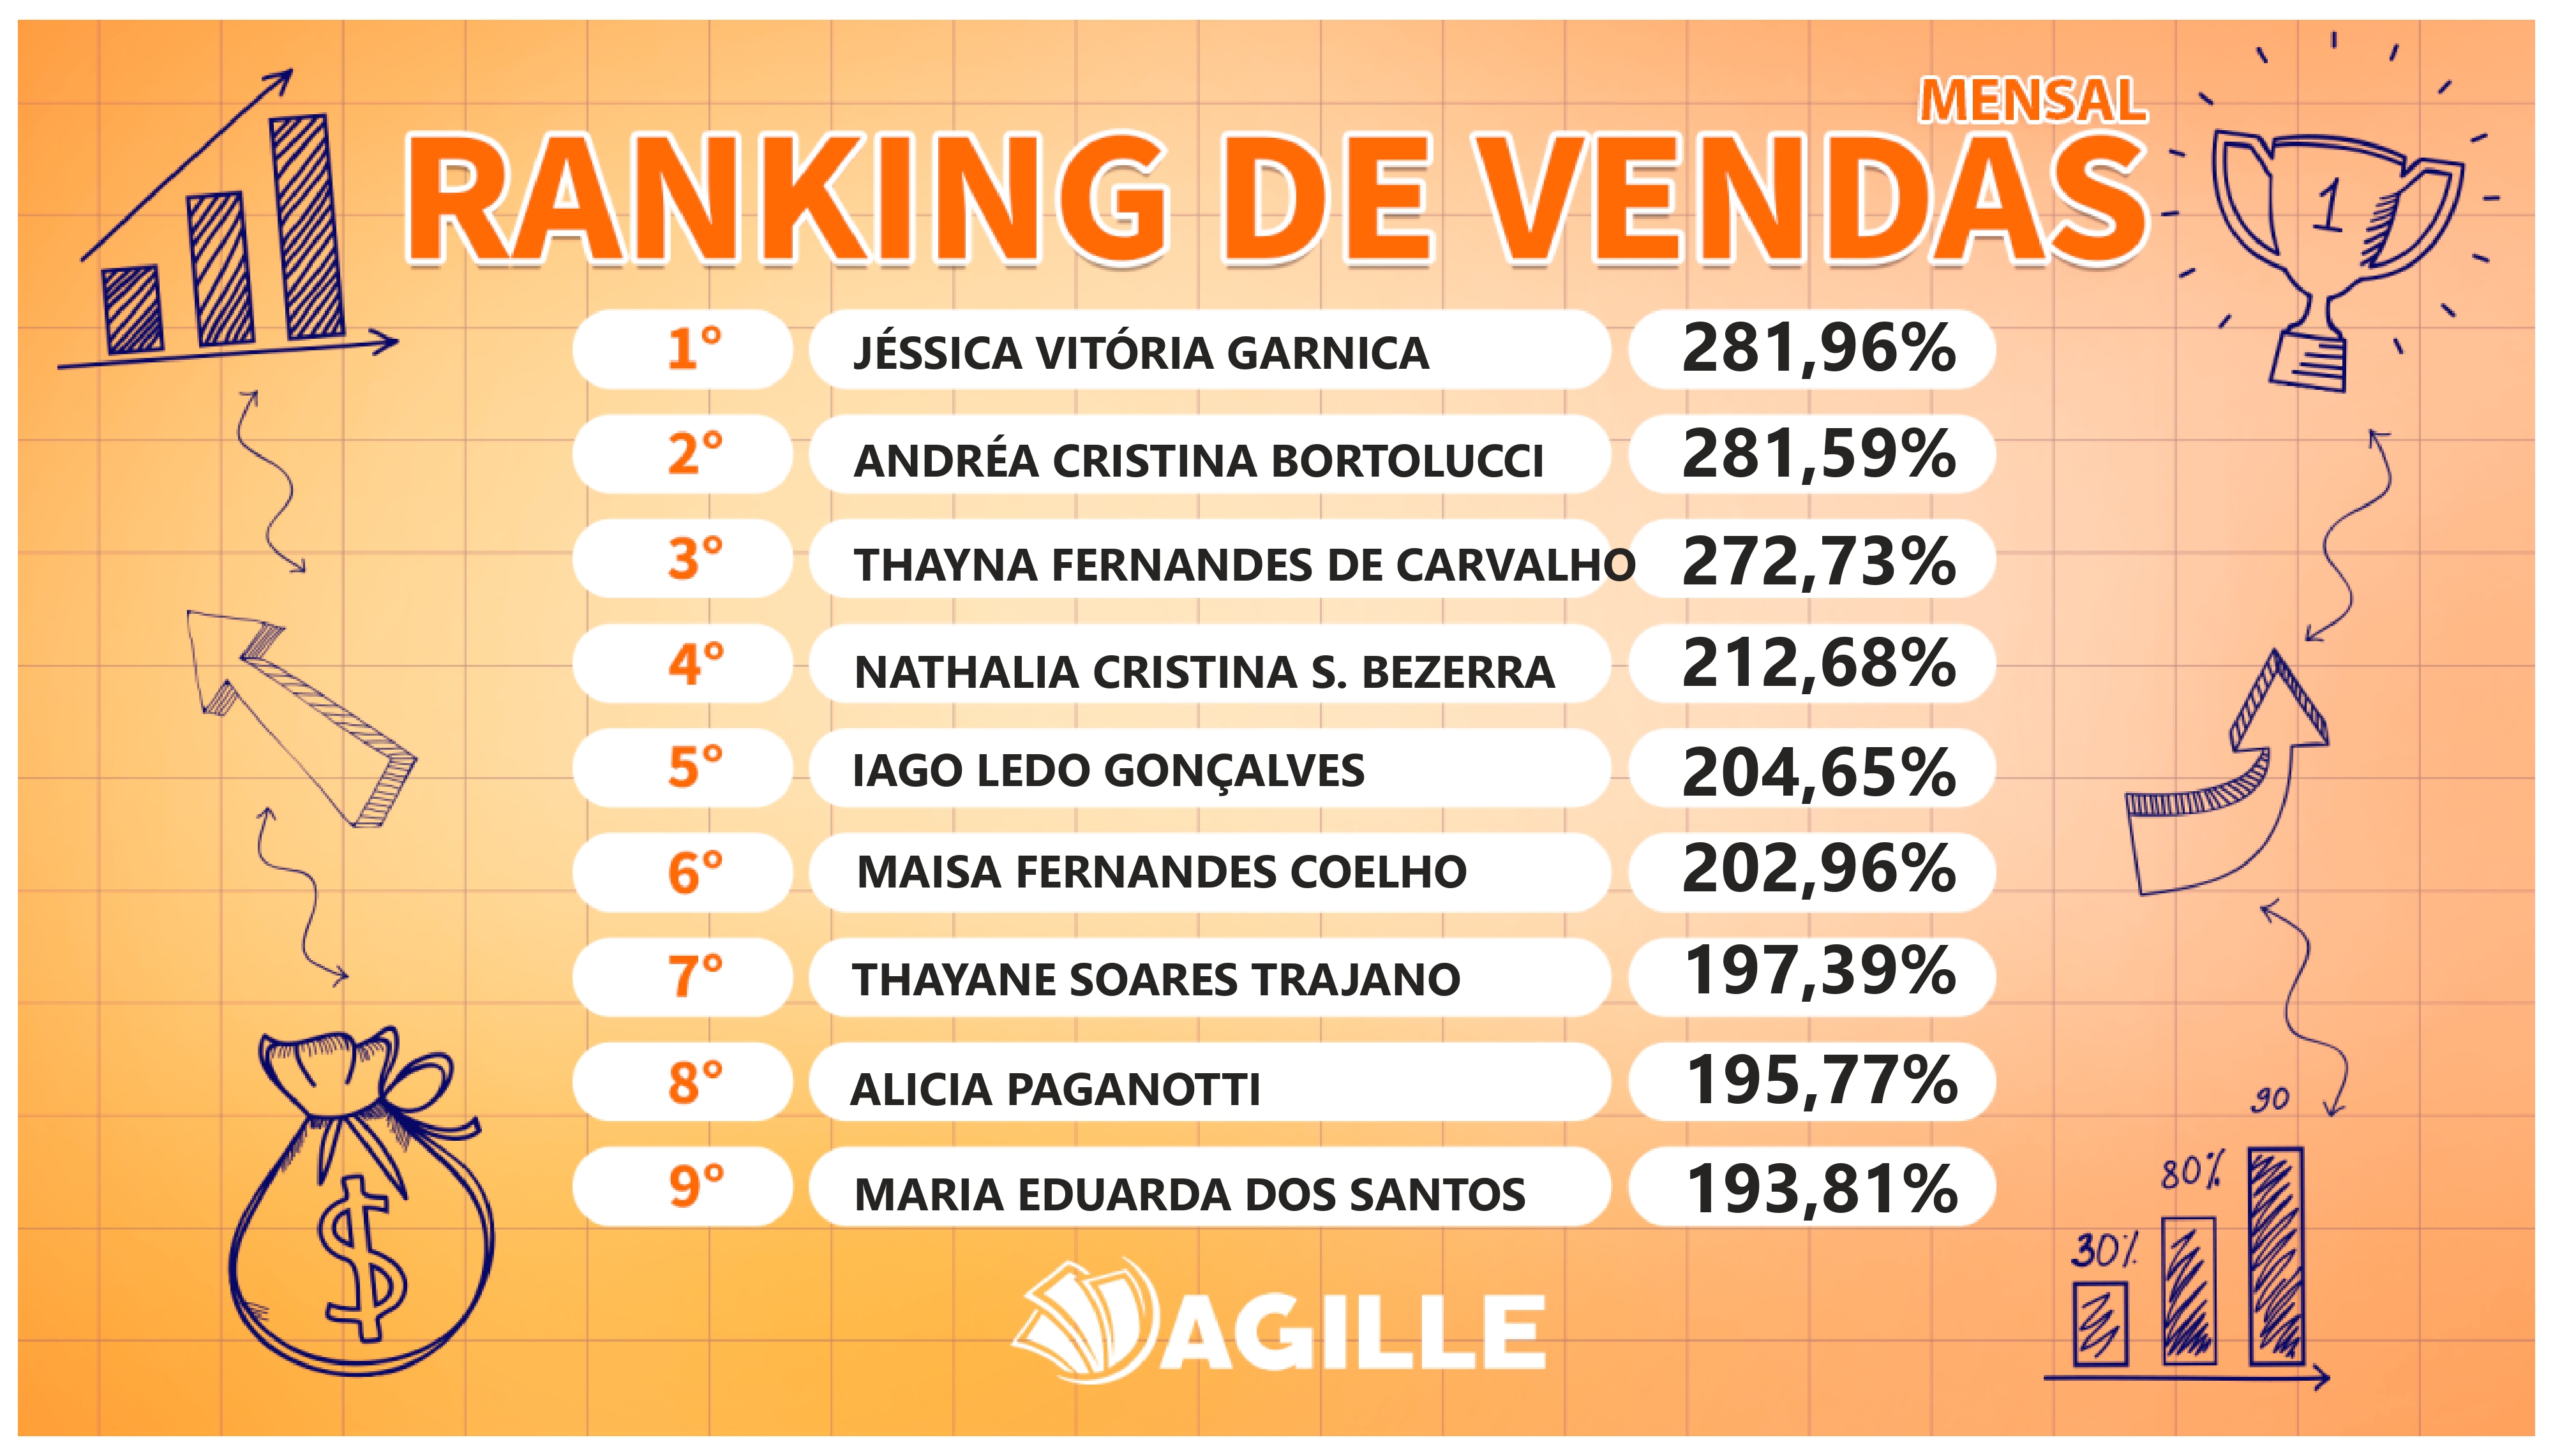 MENSAL
RANKING DE VENDAS
1
1° JÉSSICA VITÓRIA GARNICA 281,96%
2° ANDRÉA CRISTINA BORTOLUCCI 281,59%
3° THAYNA FERNANDES DE CARVALHO 272,73%
4° NATHALIA CRISTINA S. BEZERRA 212,68%
5° IAGO LEDO GONÇALVES 204,65%
6° MAISA FERNANDES COELHO 202,96%
7° THAYANE SOARES TRAJANO 197,39%
8° ALICIA PAGANOTTI 195,77%
9° MARIA EDUARDA DOS SANTOS 193,81%
90
80%
30%
$
AGILLE